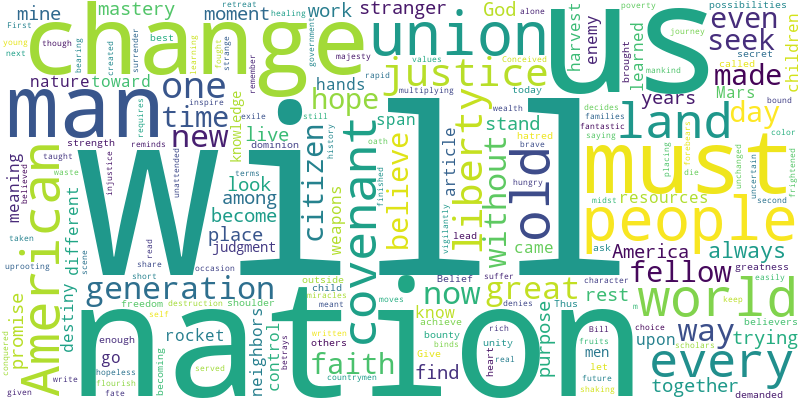 will
nation
us
change
must
man
people
union
justice
world
old
land
American
covenant
liberty
every
one
time
new
hope
believe
citizen
generation
great
now
faith
fellow
way
seek
even
made
day
without
mastery
moment
work
stranger
God
mine
nature
toward
hands
span
live
stand
look
among
become
place
judgment
meaning
destiny
different
promise
go
rocket
neighbors
control
know
find
purpose
rest
men
upon
together
trying
America
always
resources
years
Mars
learned
harvest
enemy
children
knowledge
weapons
article
came
strength
dominion
exile
still
inspire
reminds
requires
taught
waste
believed
uprooting
scene
taken
given
conquered
write
enough
hopeless
flourish
fate
becoming
served
self
freedom
destruction
shoulder
short
share
read
injustice
terms
unattended
occasion
history
oath
finished
multiplying
rapid
majesty
government
remember
retreat
healing
alone
values
Conceived
today
wealth
hatred
brave
hungry
vigilantly
lead
Belief
suffer
denies
outside
child
miracles
meant
others
written
betrays
countrymen
moves
achieve
bounty
binds
Give
heart
rich
unity
real
Thus
fruits
let
future
shaking
Bill
choice
character
m
keep
scholars
believers
greatness
easily
demanded
ask
midst
die
placing
saying
fantastic
families
decides
forebears
unchanged
uncertain
second
frightened
color
bound
mankind
called
brought
secret
journey
poverty
possibilities
First
young
next
though
bearing
best
created
surrender
learning
fought
strange